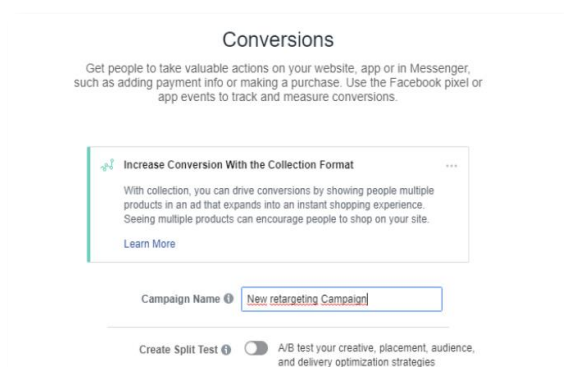 Conversions
Get people to take valuable actions on your website, app or in Messenger,
such as adding payment info or making a purchase. Use the Facebook pixel or
app events to track and measure conversions.
Increase Conversion With the Collection Format
With collection, you can drive conversions by showing people multiple
products in an ad that expands into an instant shopping experience.
Seeing multiple products can encourage people to shop on your site.
Learn More
Campaign Name New retargeting Campaign
Create Split Test A/B test your creative, placement, audience,
and delivery optimization strategies